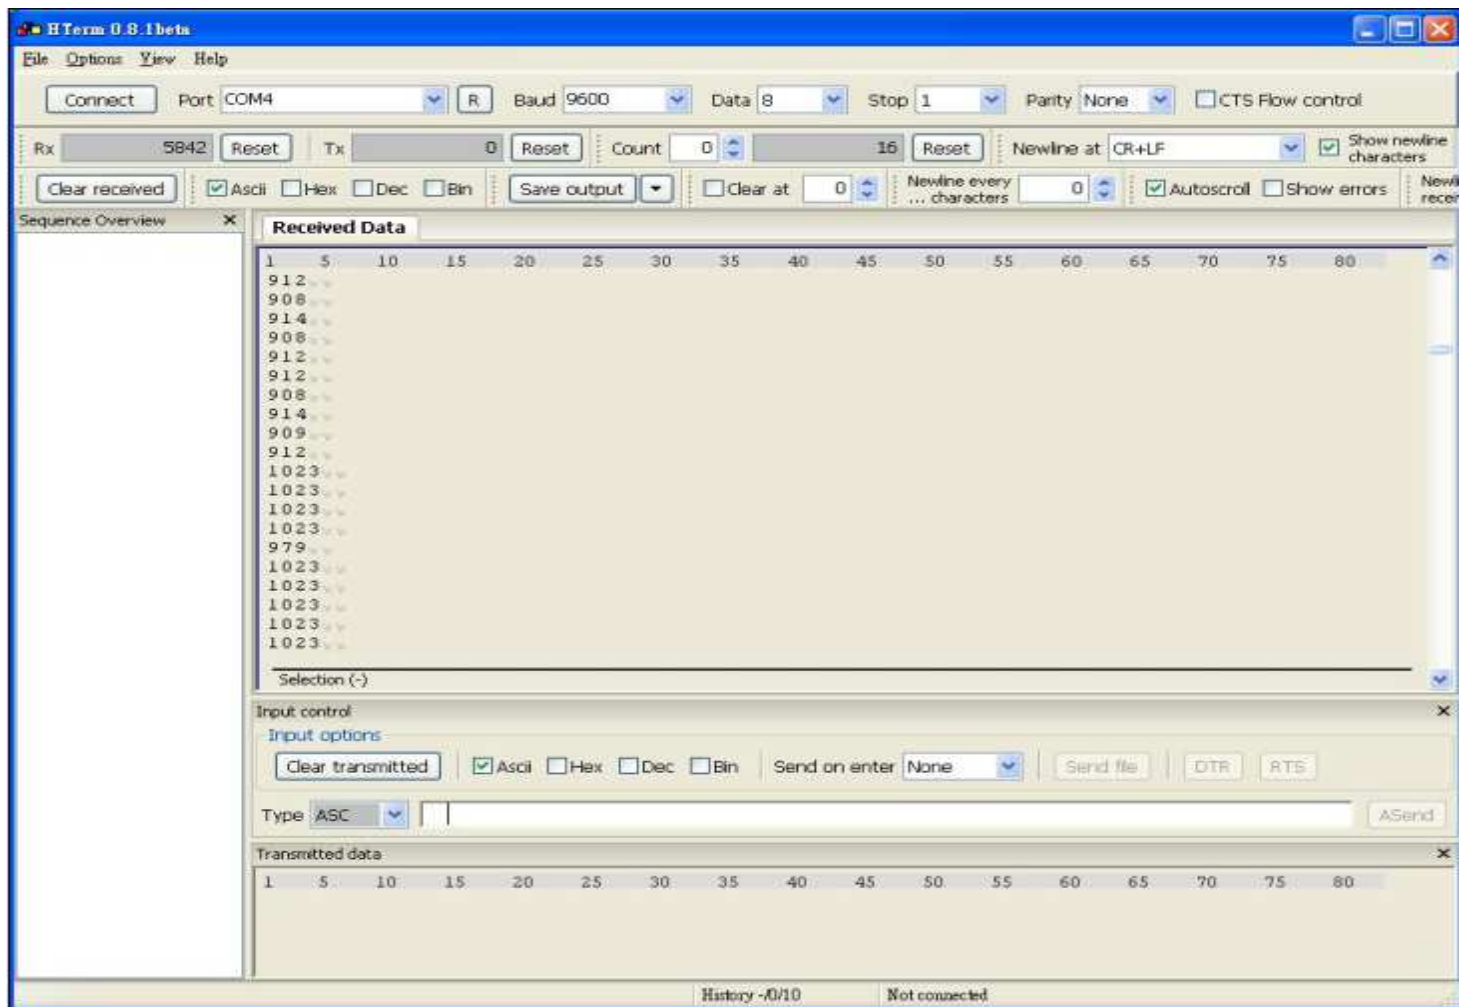 HTerm 0.8.1beta
File Options View Help
Connect Port COM4 R Baud 9600 Data 8 Stop 1 Parity None CTS Flow control
Rx 5842 Reset Tx 0 Reset Count 0 16 Reset Newline at CR+LF Show newline
characters
Clear received Ascii Hex Dec Bin Save output Clear at 0 Newline every
... characters 0 Autoscroll Show errors
Sequence Overview
Received Data
1 5 10 15 20 25 30 35 40 45 50 55 60 65 70 75 80
912
908
914
908
912
912
908
914
909
912
1023
1023
1023
1023
979
1023
1023
1023
1023
1023
Selection (-)
Input control
Input options
Clear transmitted Ascii Hex Dec Bin Send on enter None Send file DTR RTS
Type ASC ASend
Transmitted data
1 5 10 15 20 25 30 35 40 45 50 55 60 65 70 75 80
History -/0/10 Not connected